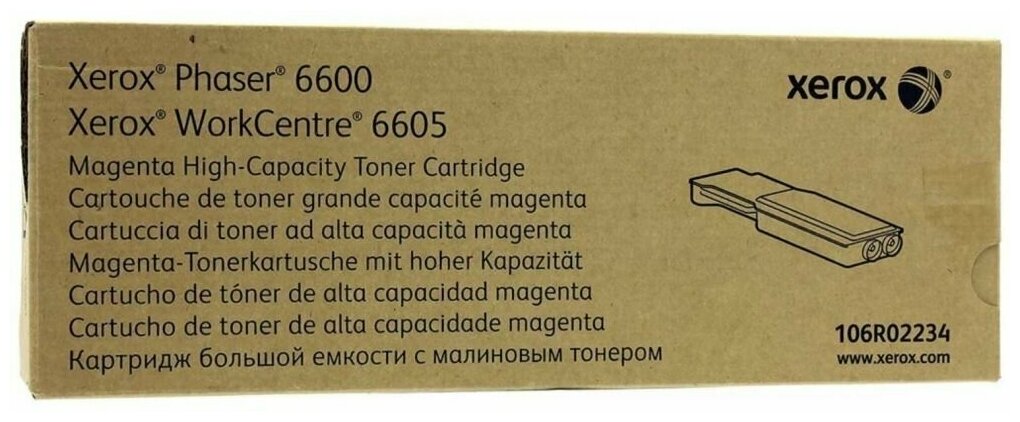 Xerox® Phaser® 6600
Xerox® WorkCentre® 6605
Magenta High-Capacity Toner Cartridge
Cartouche de toner grande capacité magenta
Cartuccia di toner ad alta capacità magenta
Magenta-Tonerkartusche mit hoher Kapazität
Cartucho de tóner de alta capacidad magenta
Cartucho de toner de alta capacidade magenta
Картридж большой емкости с малиновым тонером
xerox®
106R02234
www.xerox.com